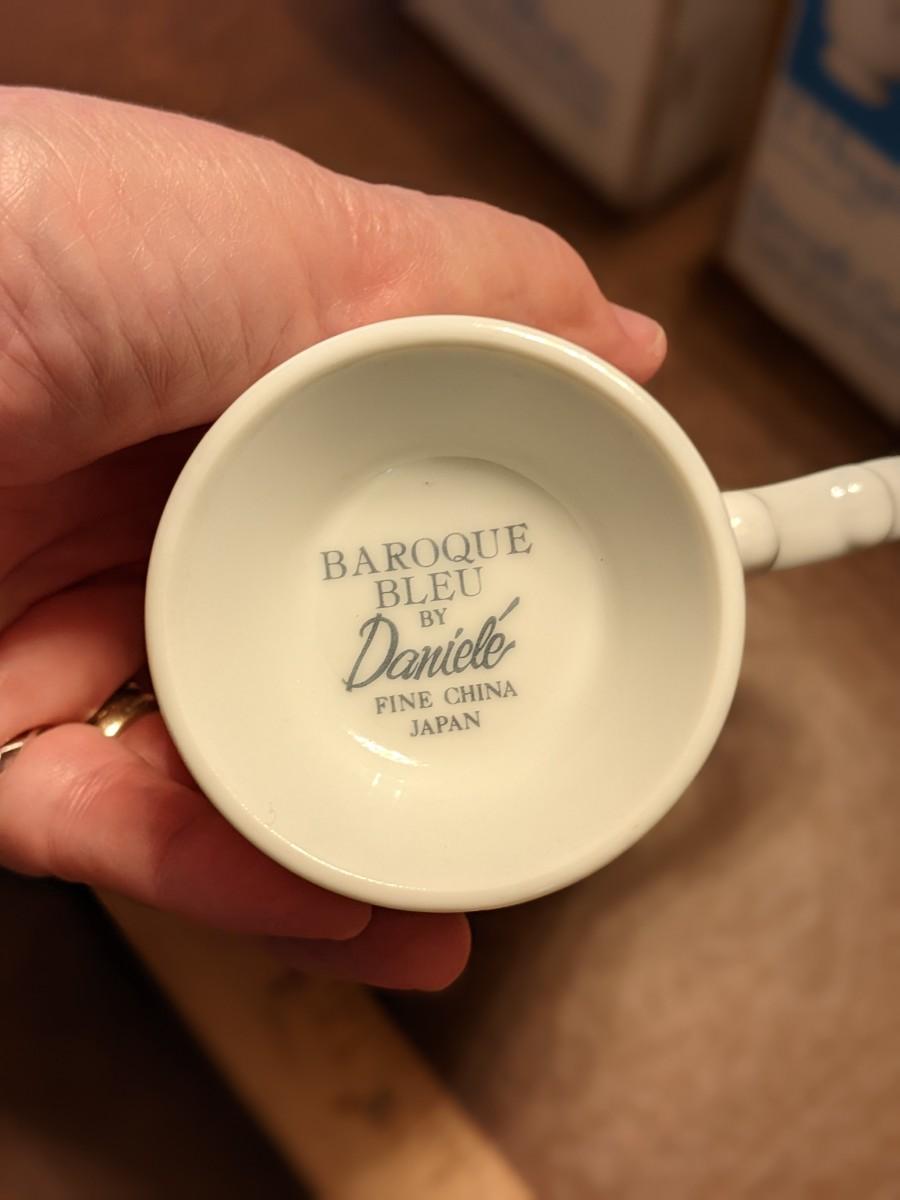 BAROQUE
BLEU
BY
Danielé
FINE CHINA
JAPAN